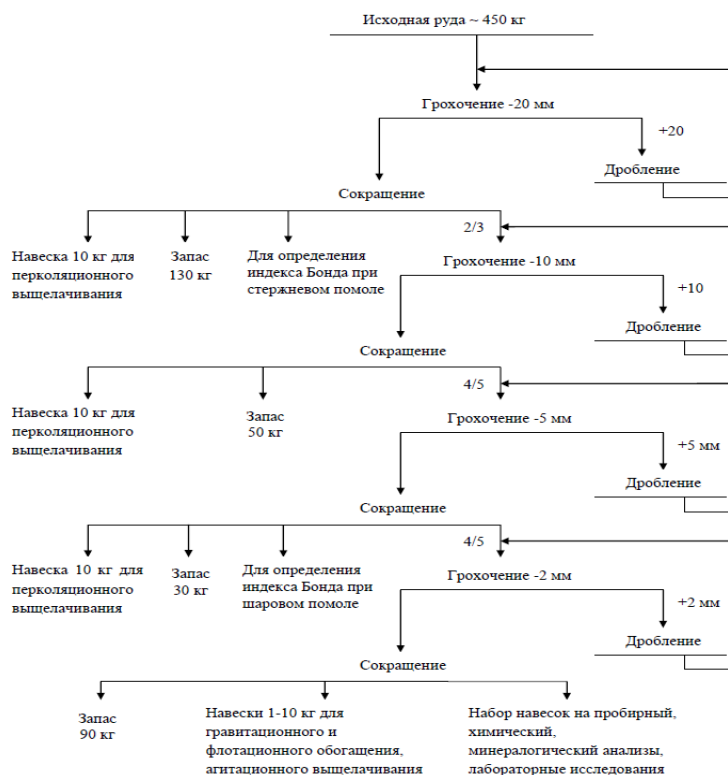 Исходная руда ~ 450 кг
Грохочение -20 мм
+20
Дробление
Сокращение
2/3
Навеска 10 кг для
перколяционного
выщелачивания
Запас
130 кг
Для определения
индекса Бонда при
стержневом помоле
Грохочение -10 мм
+10
Дробление
Сокращение
4/5
Навеска 10 кг для
перколяционного
выщелачивания
Запас
50 кг
Грохочение -5 мм
+5 мм
Дробление
Сокращение
4/5
Навеска 10 кг для
перколяционного
выщелачивания
Запас
30 кг
Для определения
индекса Бонда при
шаровом помоле
Грохочение -2 мм
+2 мм
Дробление
Сокращение
Запас
90 кг
Навески 1-10 кг для
гравитационного и
флотационного обогащения,
агитационного выщелачивания
Набор навесок на пробирный,
химический,
минералогический анализы,
лабораторные исследования